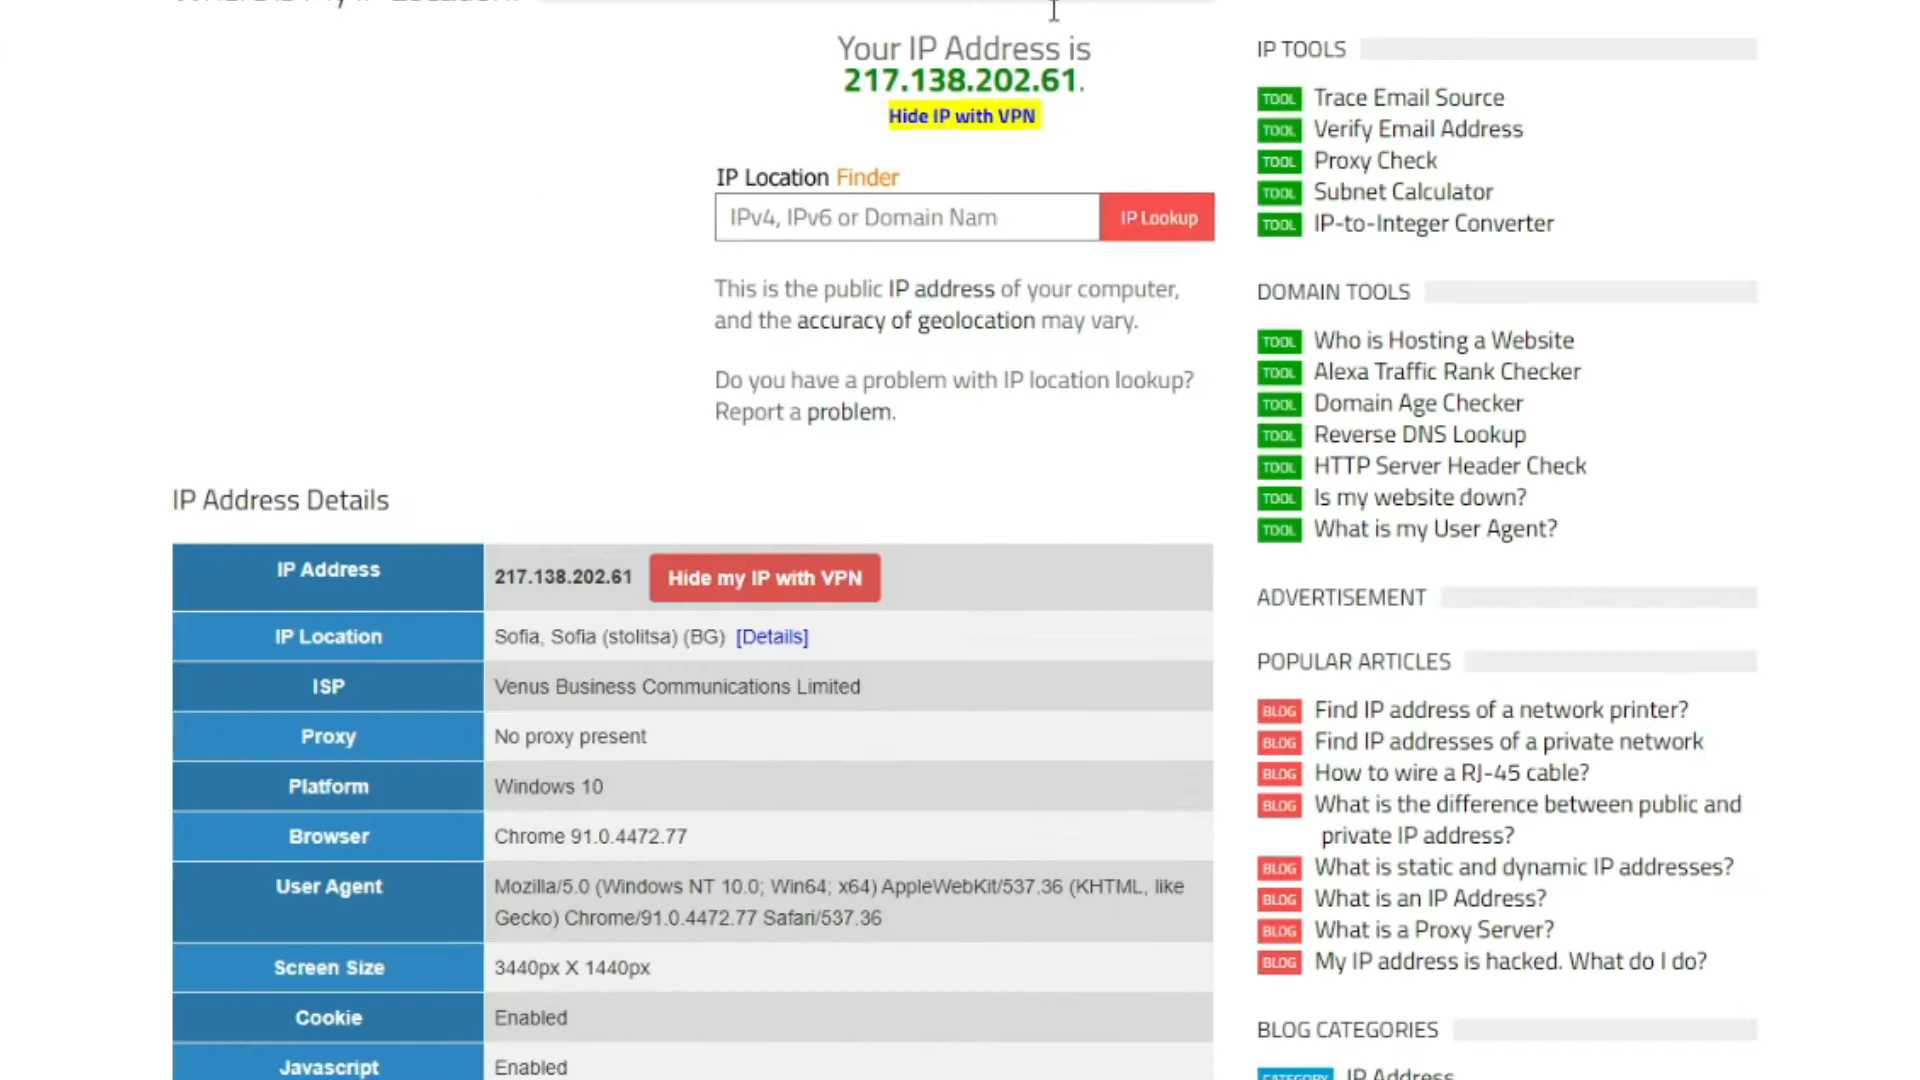 Where is My IP Location?
Your IP Address is
217.138.202.61.
Hide IP with VPN
IP Location Finder
IPv4, IPv6 or Domain Nam
IP Lookup
This is the public IP address of your computer,
and the accuracy of geolocation may vary.
Do you have a problem with IP location lookup?
Report a problem.
IP Address Details
IP Address 217.138.202.61 Hide my IP with VPN
IP Location Sofia, Sofia (stolitsa) (BG) [Details]
ISP Venus Business Communications Limited
Proxy No proxy present
Platform Windows 10
Browser Chrome 91.0.4472.77
User Agent Mozilla/5.0 (Windows NT 10.0; Win64; x64) AppleWebKit/537.36 (KHTML, like
Gecko) Chrome/91.0.4472.77 Safari/537.36
Screen Size 3440px X 1440px
Cookie Enabled
Javascript Enabled
IP TOOLS
TOOL Trace Email Source
TOOL Verify Email Address
TOOL Proxy Check
TOOL Subnet Calculator
TOOL IP-to-Integer Converter
DOMAIN TOOLS
TOOL Who is Hosting a Website
TOOL Alexa Traffic Rank Checker
TOOL Domain Age Checker
TOOL Reverse DNS Lookup
TOOL HTTP Server Header Check
TOOL Is my website down?
TOOL What is my User Agent?
ADVERTISEMENT
POPULAR ARTICLES
BLOG Find IP address of a network printer?
BLOG Find IP addresses of a private network
BLOG How to wire a RJ-45 cable?
BLOG What is the difference between public and
private IP address?
BLOG What is static and dynamic IP addresses?
BLOG What is an IP Address?
BLOG What is a Proxy Server?
BLOG My IP address is hacked. What do I do?
BLOG CATEGORIES
CATEGORY IP Address